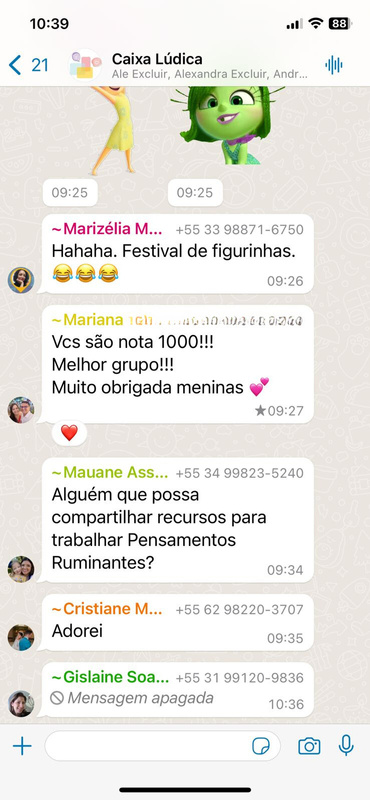 10:39
88
21
Caixa Lúdica
Ale Excluir, Alexandra Excluir, Andr...
09:25
09:25
~Marizélia M... +55 33 98871-6750
Hahaha. Festival de figurinhas.
😂😂😂
09:26
~Mariana
Vcs são nota 1000!!!
Melhor grupo!!!
Muito obrigada meninas 💕
★09:27
❤️
~Mauane Ass... +55 34 99823-5240
Alguém que possa
compartilhar recursos para
trabalhar Pensamentos
Ruminantes?
09:34
~Cristiane M... +55 62 98220-3707
Adorei
09:35
~Gislaine Soa... +55 31 99120-9836
Mensagem apagada
10:36